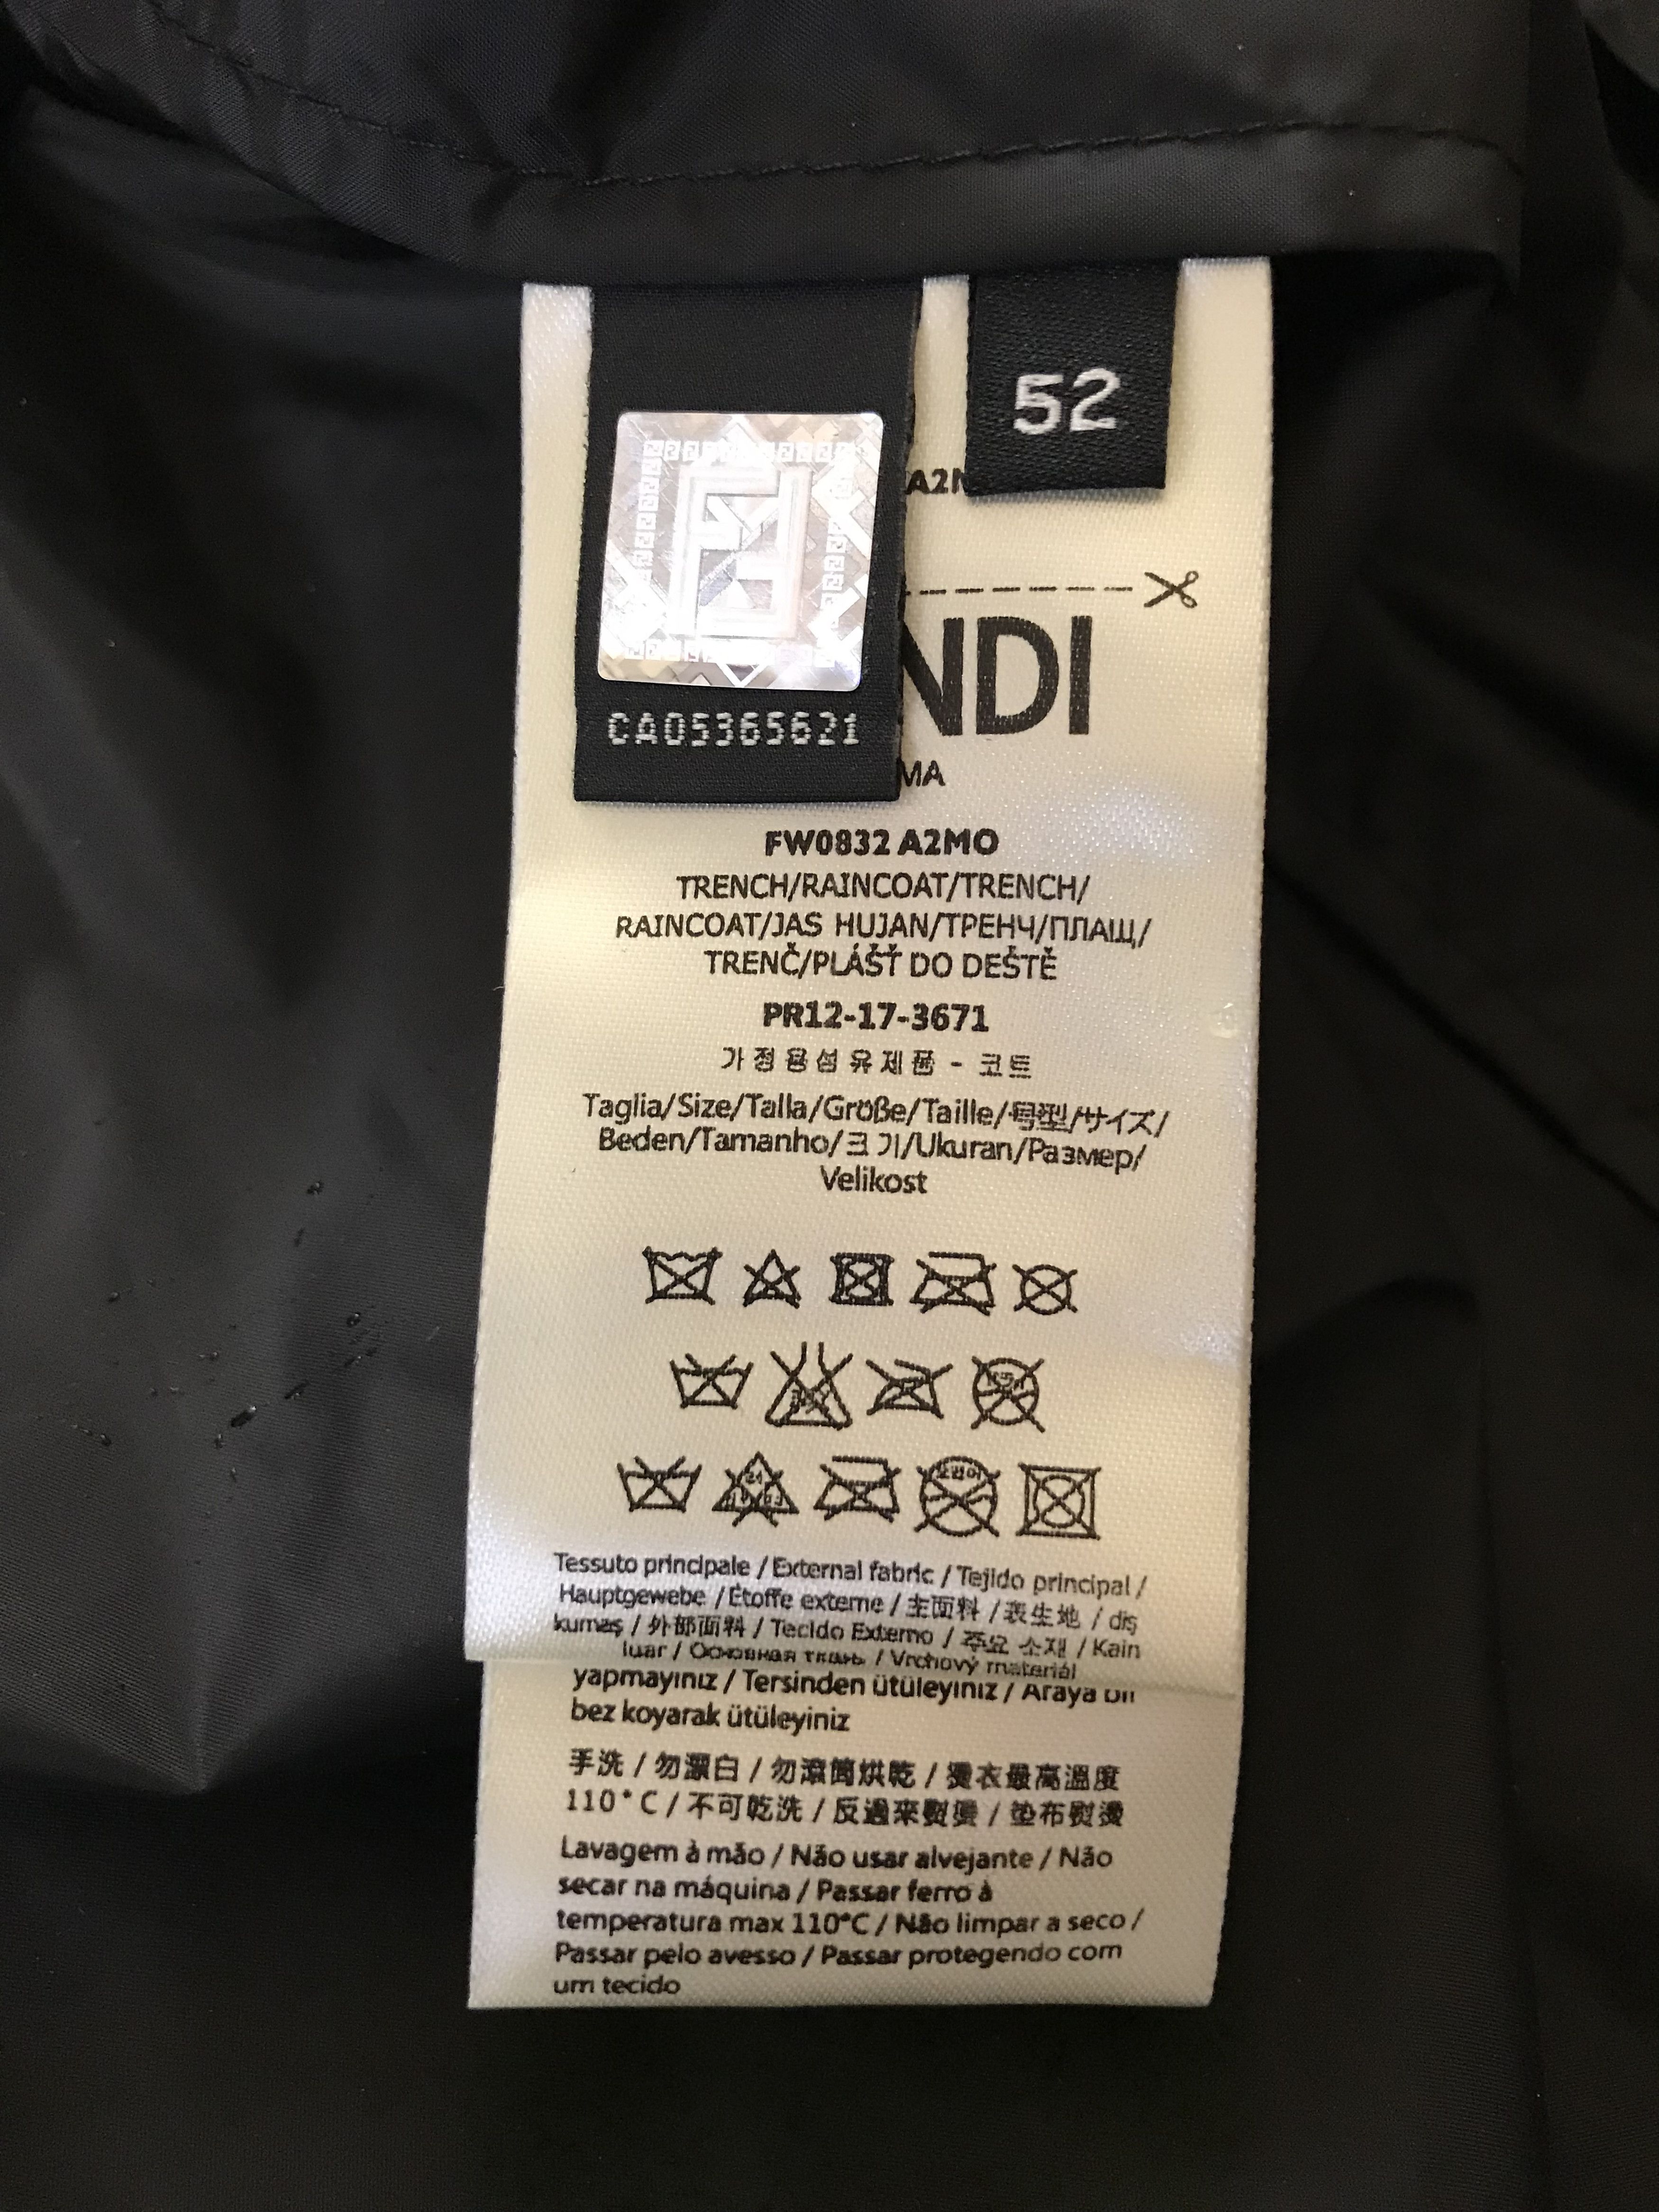 52
NDI
CA05365621
MA
FW0832 A2MO
TRENCH/RAINCOAT/TRENCH/
RAINCOAT/JAS HUJAN/ТРЕНЧ/ПЛАЩ/
TRENČ/PLÁŠŤ DO DEŠTĚ
PR12-17-3671
가정용섬유제품 - 코트
Taglia/Size/Talla/Größe/Taille/号型/サイズ/
Beden/Tamanho/크기/Ukuran/Размер/
Velikost
Tessuto principale / External fabric / Tejido principal /
Hauptgewebe / Étoffe externe / 主面料 / 表生地 / diş
kumaş / 外部面料 / Tecido Externo / 주요 소재 / Kain
luar / Основная ткань / Vrchový materiál
yapmayınız / Tersinden ütüleyiniz / Araya bir
bez koyarak ütüleyiniz
手洗 / 勿漂白 / 勿滾筒烘乾 / 燙衣最高溫度
110°C / 不可乾洗 / 反過來熨燙 / 墊布熨燙
Lavagem à mão / Não usar alvejante / Não
secar na máquina / Passar ferro à
temperatura max 110°C / Não limpar a seco /
Passar pelo avesso / Passar protegendo com
um tecido